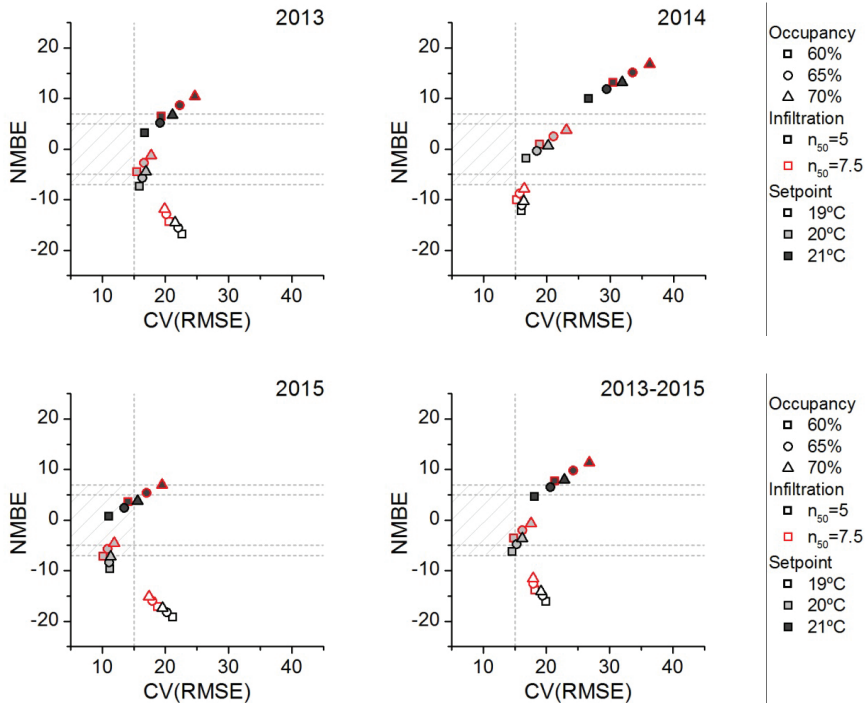 2013
20
10
0
-10
-20
NMBE
10 20 30 40
CV(RMSE)
2014
20
10
0
-10
-20
NMBE
10 20 30 40
CV(RMSE)
Occupancy
60%
65%
70%
Infiltration
n₅₀=5
n₅₀=7.5
Setpoint
19ºC
20ºC
21ºC
2015
20
10
0
-10
-20
NMBE
10 20 30 40
CV(RMSE)
2013-2015
20
10
0
-10
-20
NMBE
10 20 30 40
CV(RMSE)
Occupancy
60%
65%
70%
Infiltration
n₅₀=5
n₅₀=7.5
Setpoint
19ºC
20ºC
21ºC